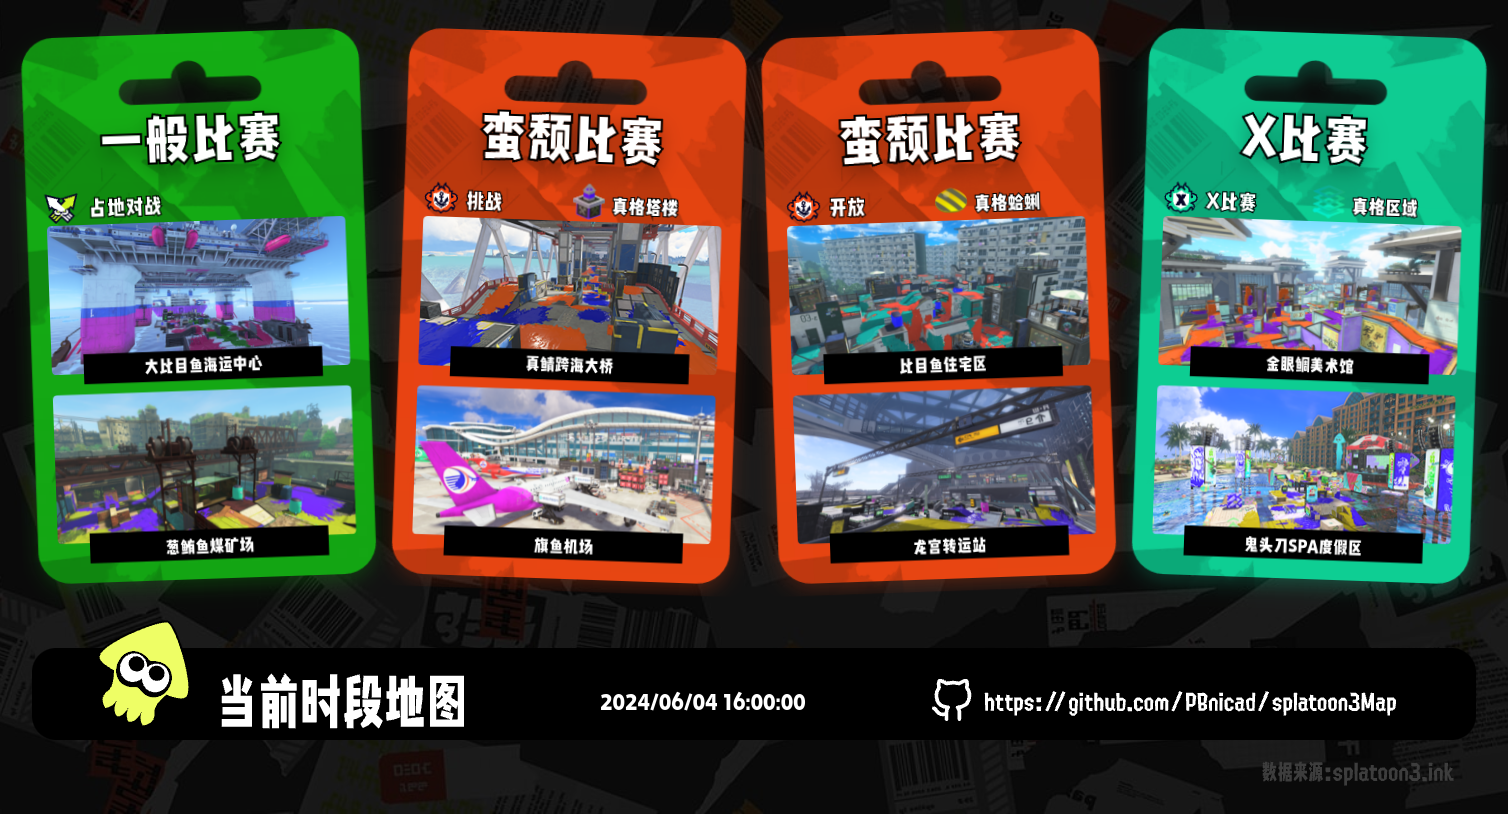 一般比赛
占地对战
大比目鱼海运中心
葱鲔鱼煤矿场
蛮颓比赛
挑战
真格塔楼
真鲭跨海大桥
旗鱼机场
蛮颓比赛
开放
真格蛤蜊
比目鱼住宅区
龙宫转运站
X比赛
X比赛
真格区域
金眼鲷美术馆
鬼头刀SPA度假区
当前时段地图
2024/06/04 16:00:00
https://github.com/PBnicad/splatoon3Map
数据来源:splatoon3.ink